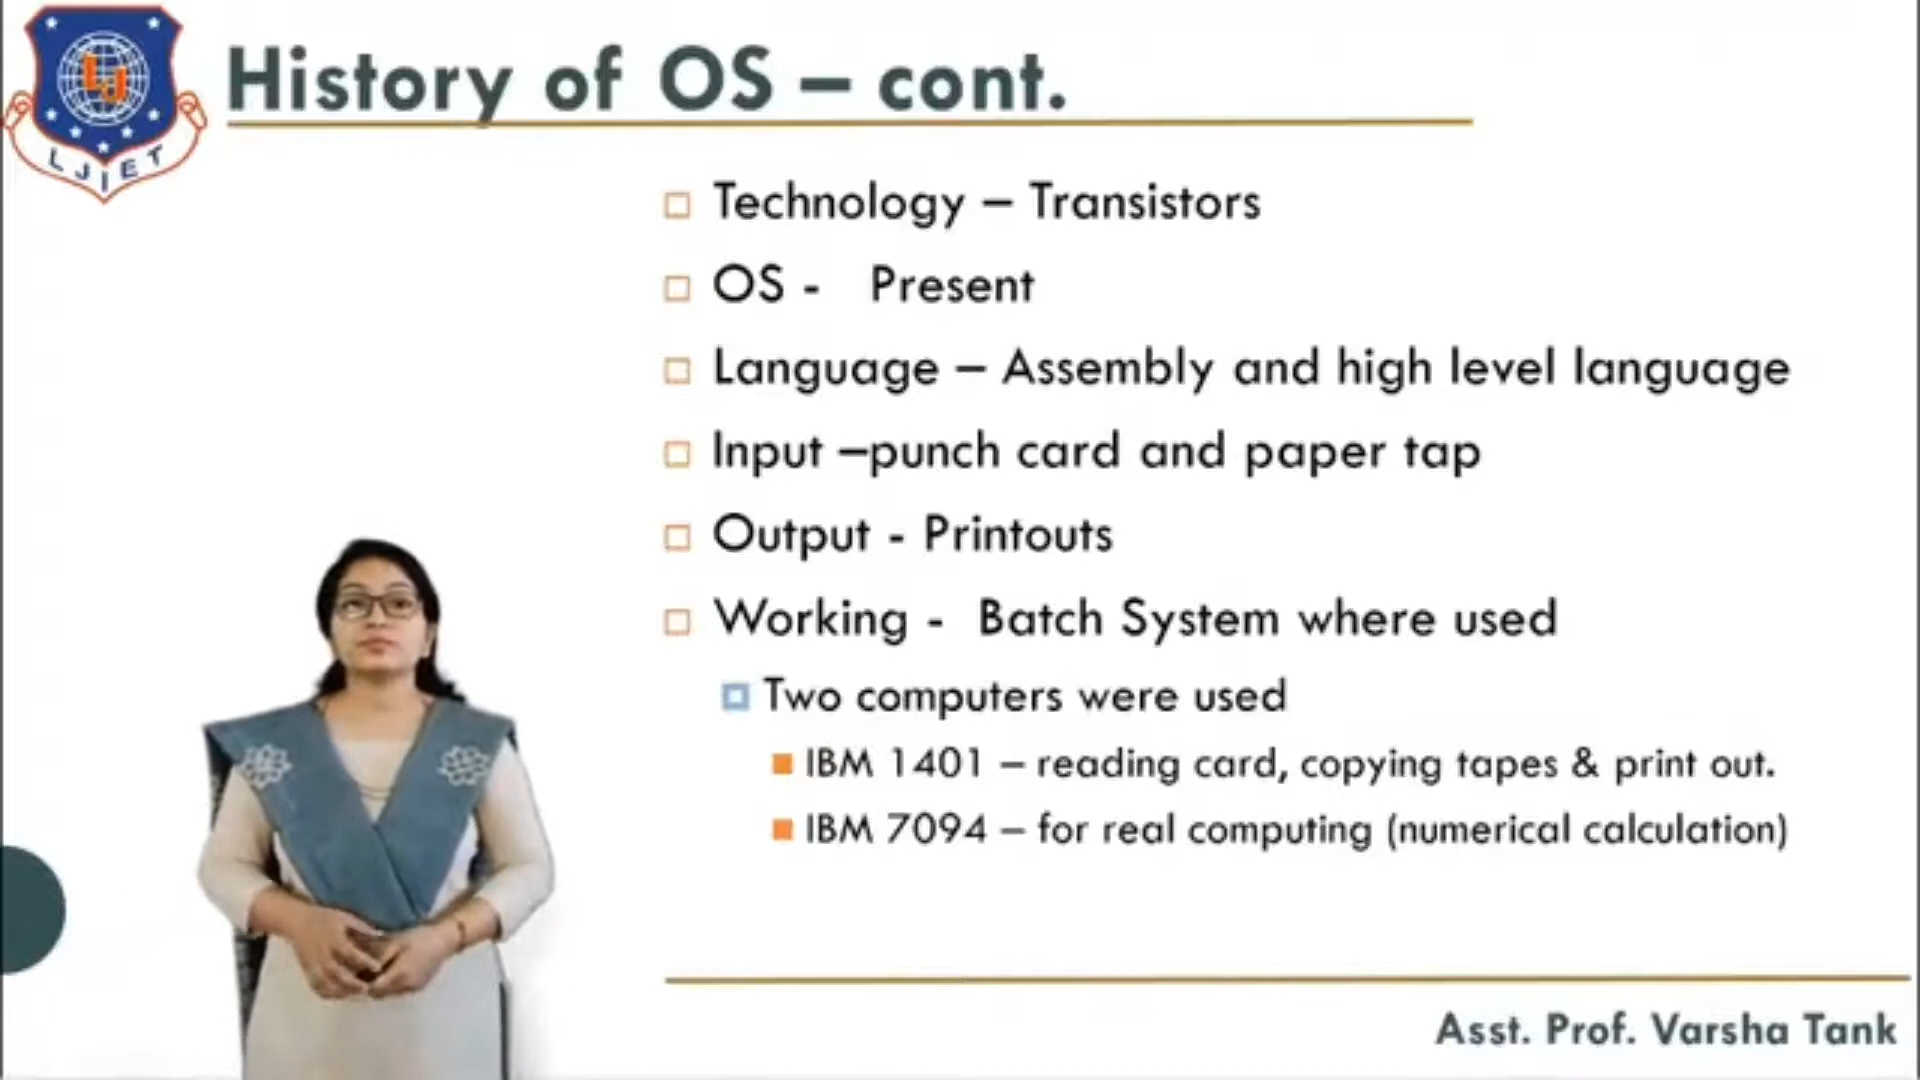 LJIET
LJ
History of OS – cont.
Technology – Transistors
OS - Present
Language – Assembly and high level language
Input –punch card and paper tap
Output - Printouts
Working - Batch System where used
Two computers were used
IBM 1401 – reading card, copying tapes & print out.
IBM 7094 – for real computing (numerical calculation)
Asst. Prof. Varsha Tank